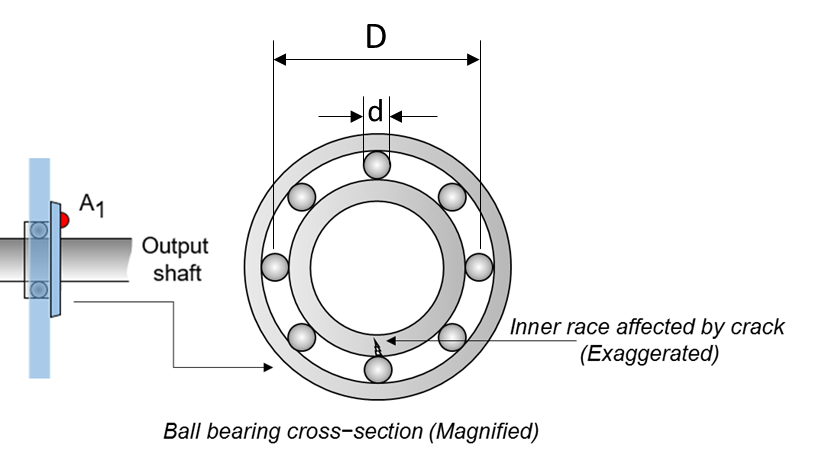 D
d
A1
Output
shaft
Inner race affected by crack
(Exaggerated)
Ball bearing cross−section (Magnified)